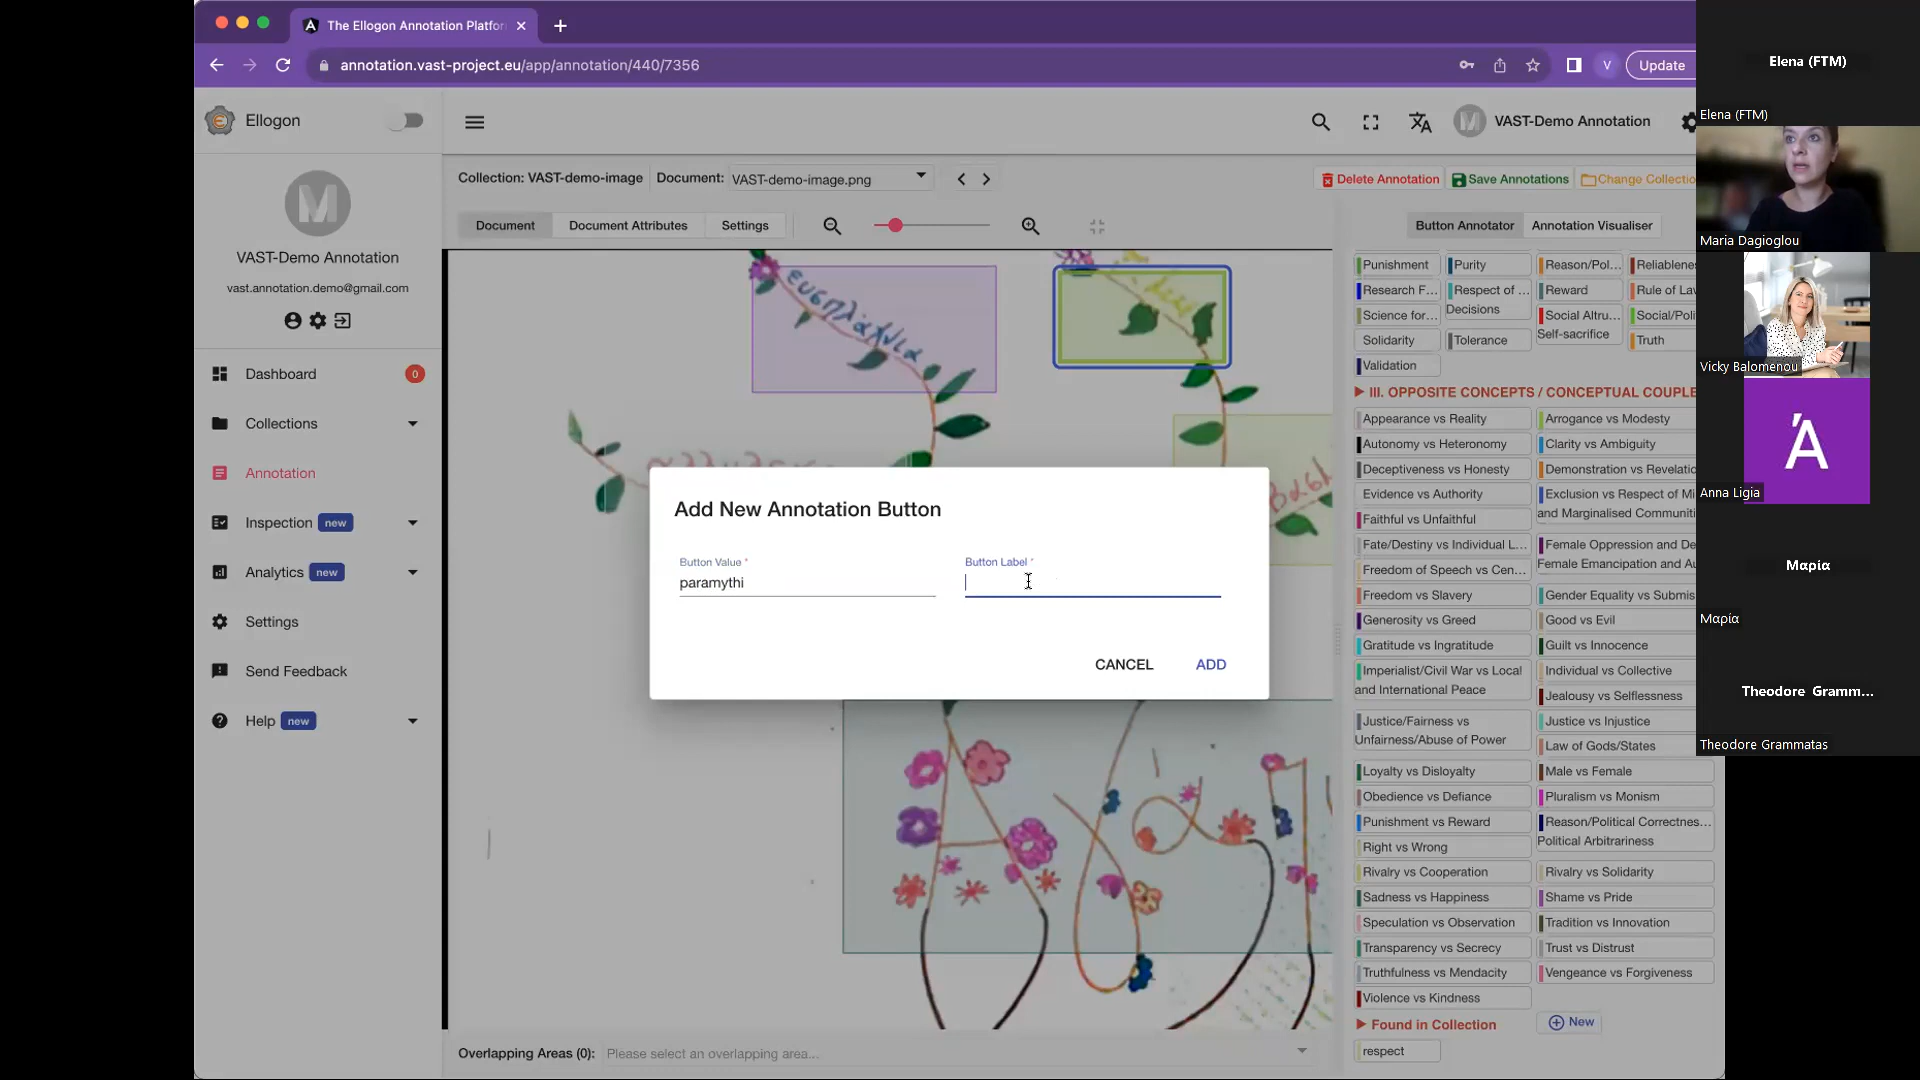 The Ellogon Annotation Platfor
annotation.vast-project.eu/app/annotation/440/7356
V
Update
Ellogon
VAST-Demo Annotation
M
VAST-Demo Annotation
vast.annotation.demo@gmail.com
Dashboard 0
Collections
Annotation
Inspection new
Analytics new
Settings
Send Feedback
Help new
Collection: VAST-demo-image Document: VAST-demo-image.png
Delete Annotation Save Annotations Change Collectio
Document Document Attributes Settings
Button Annotator Annotation Visualiser
ευσπλαχνία
Add New Annotation Button
Button Value *
paramythi
Button Label *
CANCEL ADD
Overlapping Areas (0): Please select an overlapping area...
Punishment Purity Reason/Pol... Reliablene
Research F... Respect of ... Decisions Reward Rule of La
Science for... Social Altru... Self-sacrifice Social/Poli
Solidarity Tolerance Truth
Validation
III. OPPOSITE CONCEPTS / CONCEPTUAL COUPLE
Appearance vs Reality Arrogance vs Modesty
Autonomy vs Heteronomy Clarity vs Ambiguity
Deceptiveness vs Honesty Demonstration vs Revelatio
Evidence vs Authority Exclusion vs Respect of Mi
and Marginalised Communiti
Faithful vs Unfaithful
Fate/Destiny vs Individual L... Female Oppression and De
Female Emancipation and Au
Freedom of Speech vs Cen...
Freedom vs Slavery Gender Equality vs Submis
Generosity vs Greed Good vs Evil
Gratitude vs Ingratitude Guilt vs Innocence
Imperialist/Civil War vs Local
and International Peace
Individual vs Collective
Jealousy vs Selflessness
Justice/Fairness vs
Unfairness/Abuse of Power
Justice vs Injustice
Law of Gods/States
Loyalty vs Disloyalty Male vs Female
Obedience vs Defiance Pluralism vs Monism
Punishment vs Reward Reason/Political Correctnes...
Political Arbitrariness
Right vs Wrong
Rivalry vs Cooperation Rivalry vs Solidarity
Sadness vs Happiness Shame vs Pride
Speculation vs Observation Tradition vs Innovation
Transparency vs Secrecy Trust vs Distrust
Truthfulness vs Mendacity Vengeance vs Forgiveness
Violence vs Kindness
Found in Collection New
respect
Elena (FTM)
Elena (FTM)
Maria Dagioglou
Vicky Balomenou
Ά
Anna Ligia
Μαρία
Μαρία
Theodore Gramm...
Theodore Grammatas